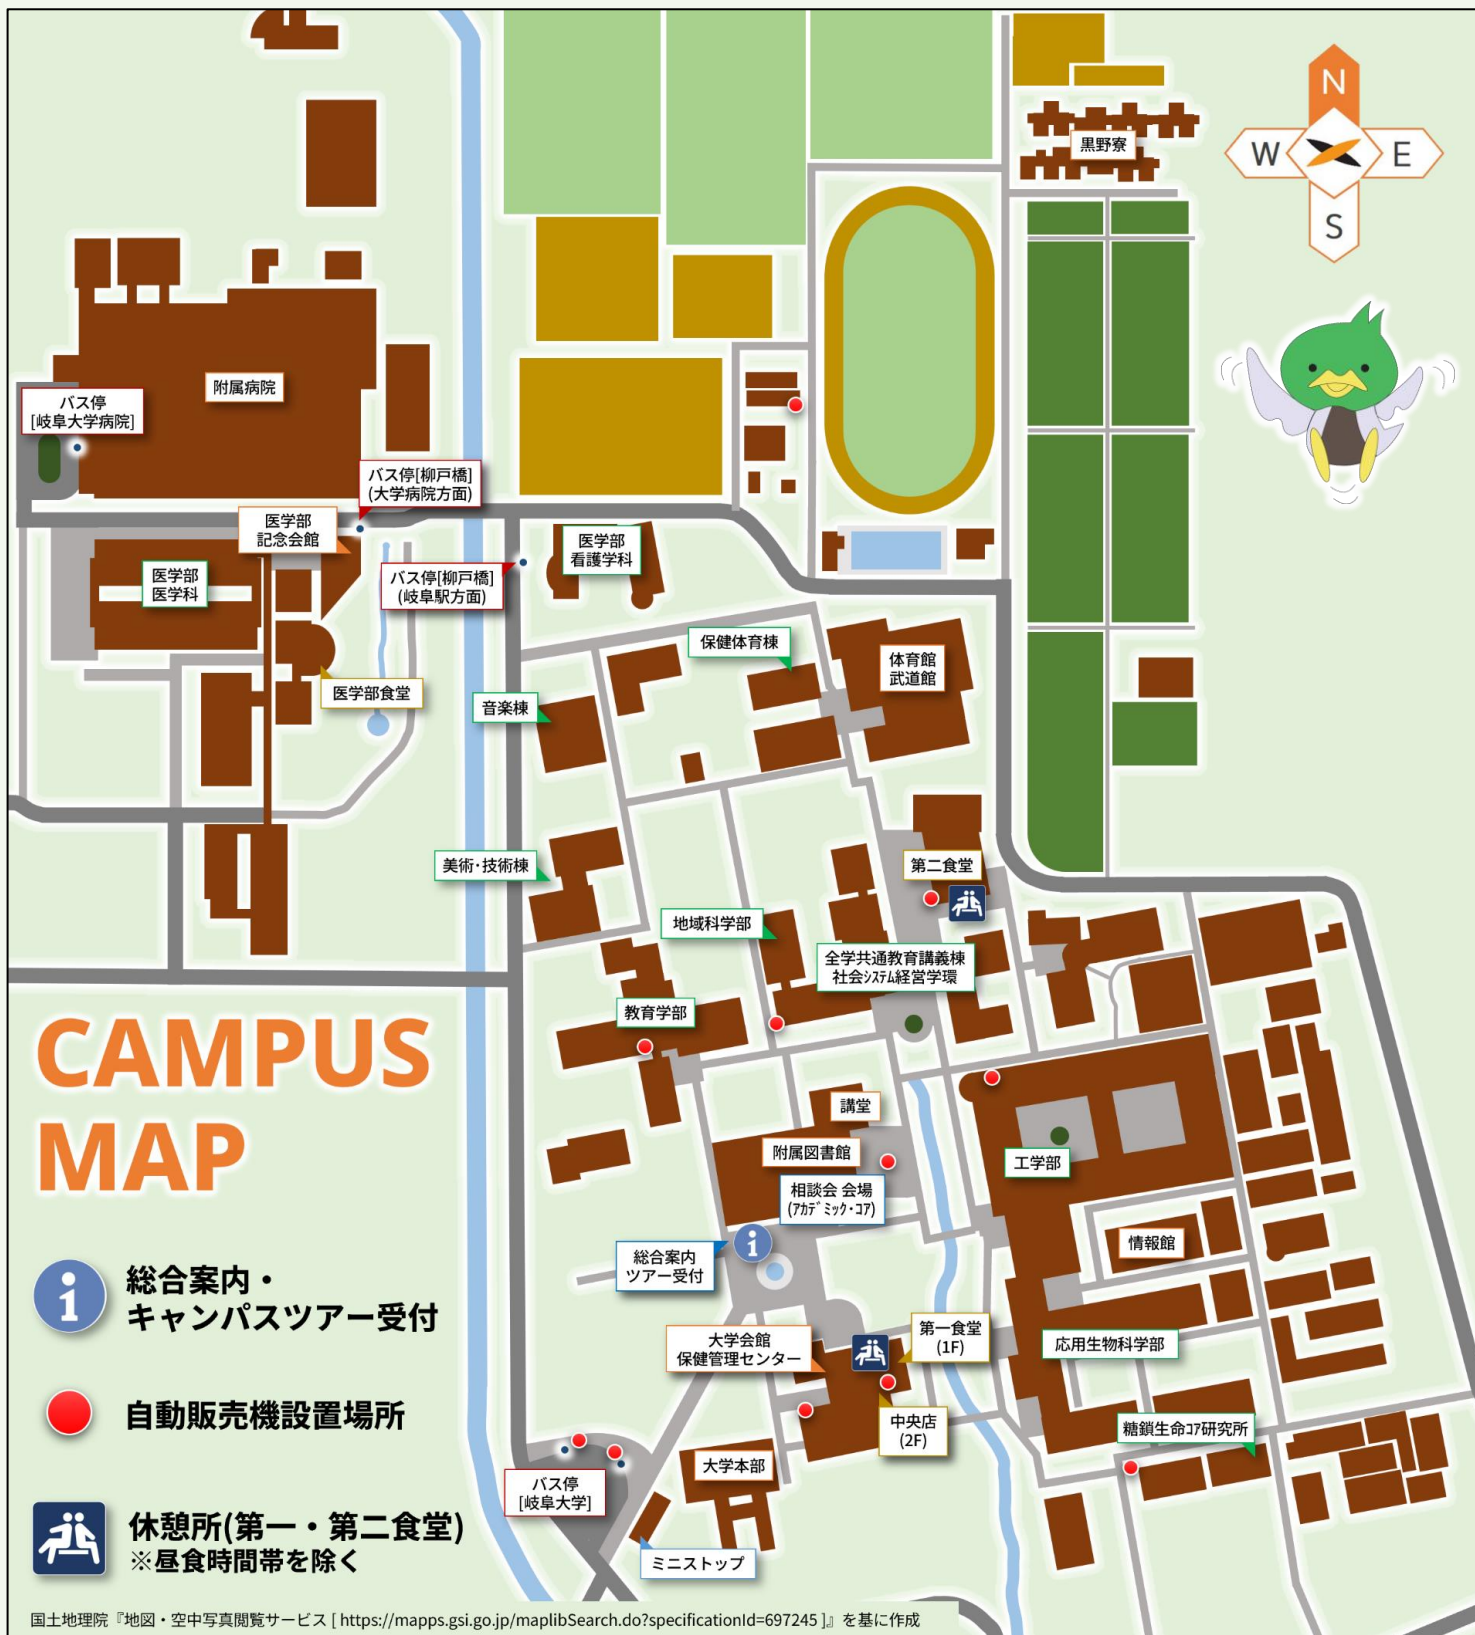 N
W
E
S
黒野寮
附属病院
バス停
[岐阜大学病院]
バス停[柳戸橋]
(大学病院方面)
医学部
記念会館
医学部
看護学科
医学部
医学科
バス停[柳戸橋]
(岐阜駅方面)
保健体育棟
体育館
武道館
医学部食堂
音楽棟
美術・技術棟
第二食堂
地域科学部
全学共通教育講義棟
社会システム経営学環
教育学部
CAMPUS
MAP
講堂
附属図書館
工学部
相談会 会場
(アカデミック・コア)
総合案内
ツアー受付
情報館
総合案内・
キャンパスツアー受付
第一食堂
(1F)
大学会館
保健管理センター
応用生物科学部
自動販売機設置場所
中央店
(2F)
糖鎖生命コア研究所
大学本部
バス停
[岐阜大学]
休憩所(第一・第二食堂)
※昼食時間帯を除く
ミニストップ
国土地理院『地図・空中写真閲覧サービス [ https://mapps.gsi.go.jp/maplibSearch.do?specificationId=697245 ]』を基に作成